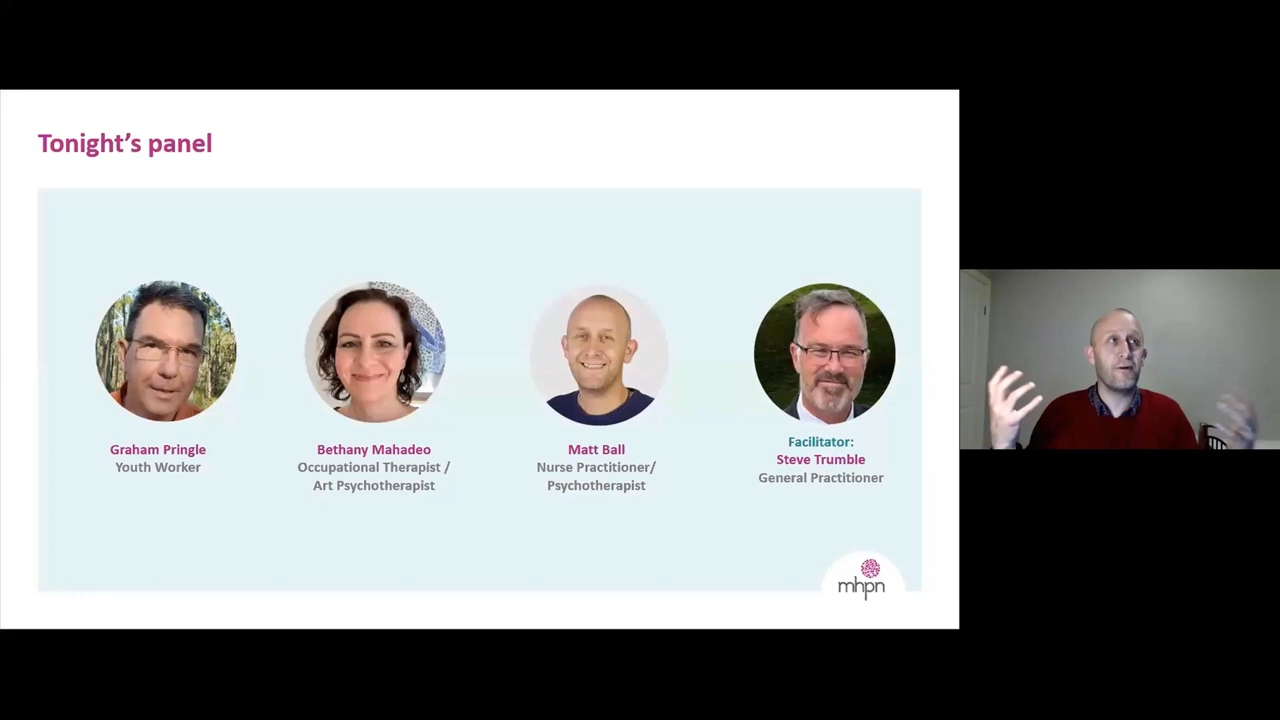 Tonight’s panel
Graham Pringle
Youth Worker
Bethany Mahadeo
Occupational Therapist /
Art Psychotherapist
Matt Ball
Nurse Practitioner/
Psychotherapist
Facilitator:
Steve Trumble
General Practitioner
mhpn